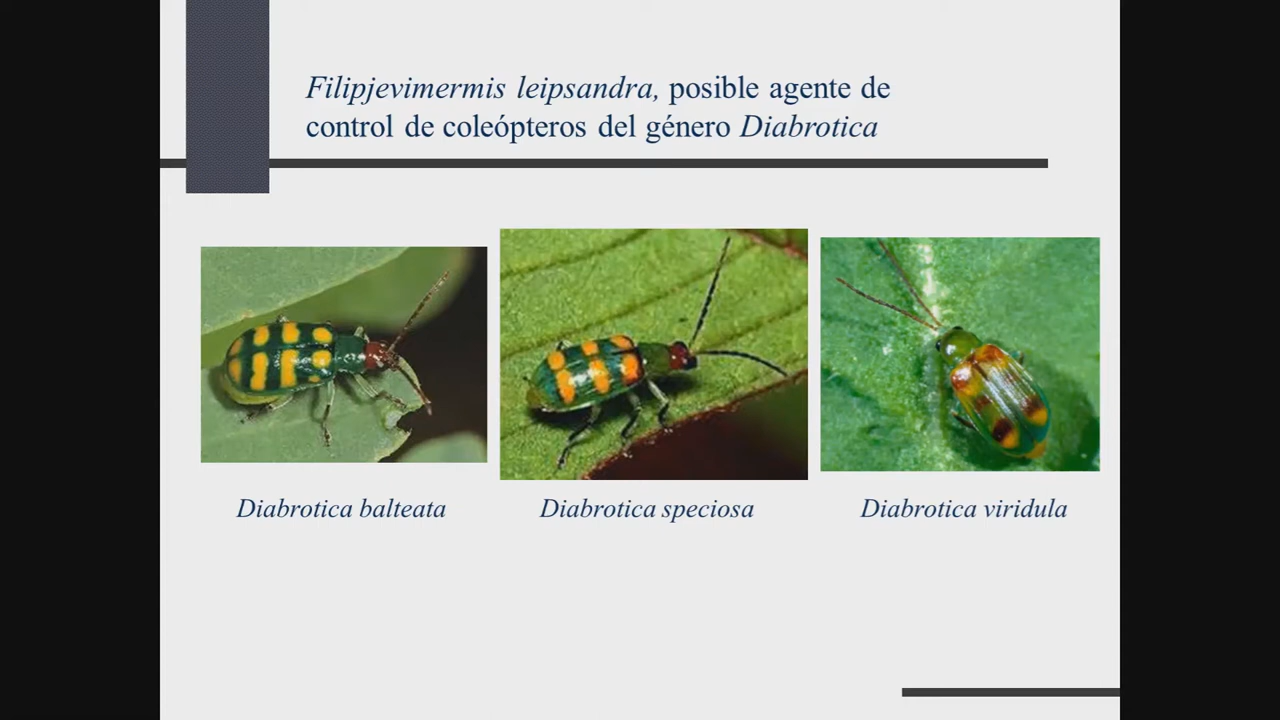 Filipjevimermis leipsandra, posible agente de
control de coleópteros del género Diabrotica
Diabrotica balteata
Diabrotica speciosa
Diabrotica viridula